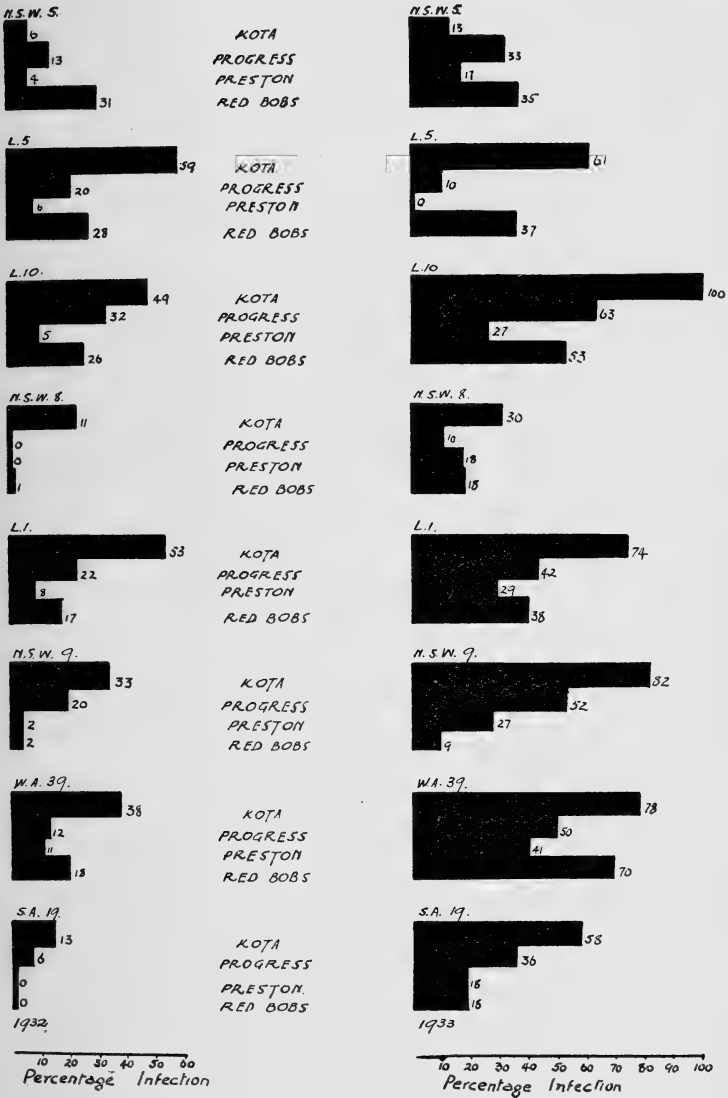 N.S.W. 5. N.S.W. 5.
6 KOTA 13
13 PROGRESS 33
4 PRESTON 17
31 RED BOBS 35
L.5 L.5.
59 KOTA 61
20 PROGRESS 10
6 PRESTON 0
28 RED BOBS 37
L.10. L.10
49 KOTA 100
32 PROGRESS 63
5 PRESTON 27
26 RED BOBS 53
N.S.W. 8. N.S.W. 8.
11 KOTA 30
0 PROGRESS 10
0 PRESTON 18
1 RED BOBS 18
L.1. L.1.
53 KOTA 74
22 PROGRESS 42
8 PRESTON 29
17 RED BOBS 38
N.S.W. 9. N.S.W. 9.
33 KOTA 82
20 PROGRESS 52
2 PRESTON 27
2 RED BOBS 9
W.A. 39. W.A. 39.
38 KOTA 78
12 PROGRESS 50
11 PRESTON 41
18 RED BOBS 70
S.A. 19. S.A. 19.
13 KOTA 58
6 PROGRESS 36
0 PRESTON. 18
0 RED BOBS 18
1932. 1933
10 20 30 40 50 60 10 20 30 40 50 60 70 80 90 100
Percentage Infection Percentage Infection